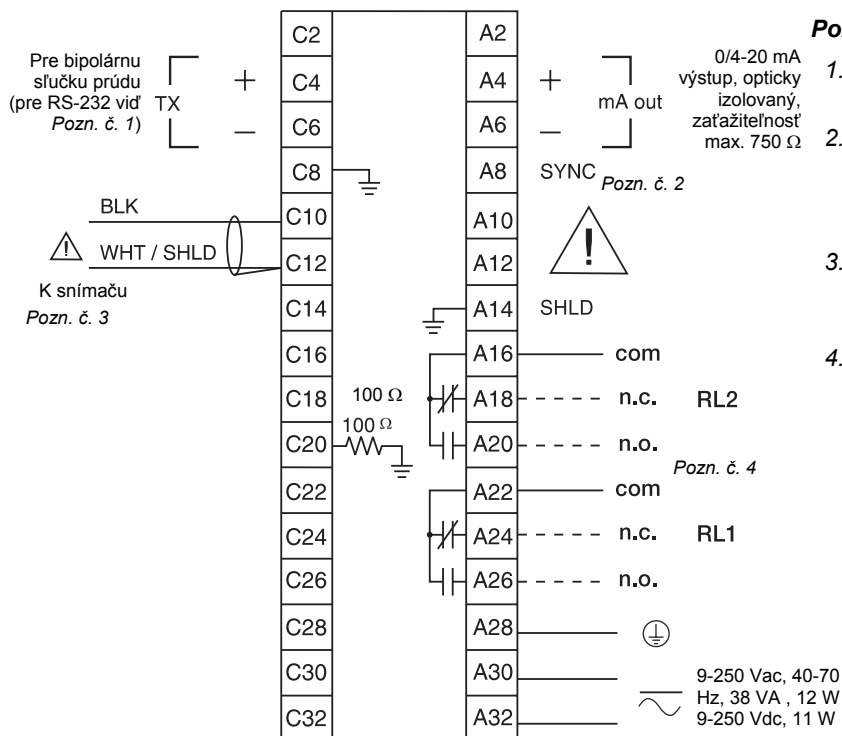 Pre bipolárnu
sľučku prúdu
(pre RS-232 viď
Pozn. č. 1)
TX
+
–
C2
C4
C6
C8
C10
C12
C14
C16
C18
C20
C22
C24
C26
C28
C30
C32
BLK
WHT / SHLD
K snímaču
Pozn. č. 3
100 Ω
100 Ω
A2
A4
A6
A8
A10
A12
A14
A16
A18
A20
A22
A24
A26
A28
A30
A32
+
–
mA out
0/4-20 mA
výstup, opticky
izolovaný,
zaťažiteľnosť
max. 750 Ω
SYNC
Pozn. č. 2
!
SHLD
com
n.c. RL2
n.o.
Pozn. č. 4
com
n.c. RL1
n.o.
9-250 Vac, 40-70
Hz, 38 VA , 12 W
9-250 Vdc, 11 W
1.
2.
3.
4.